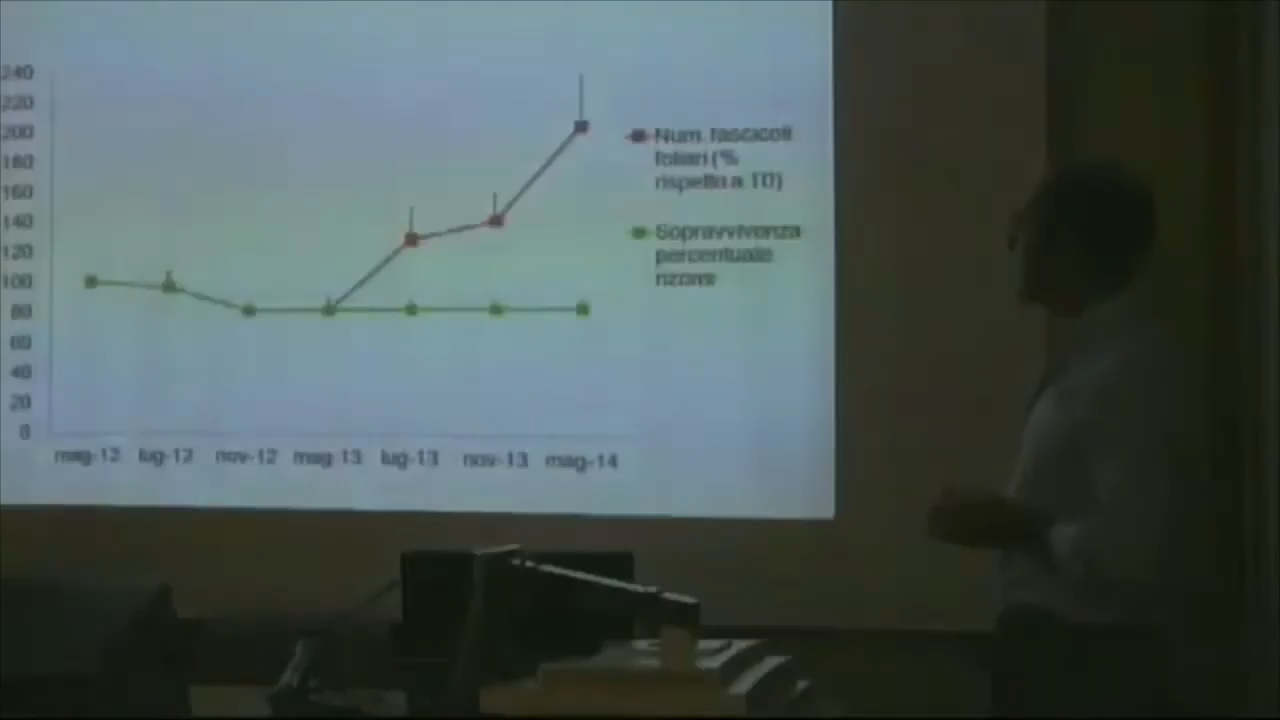 240
220
200
180
160
140
120
100
80
60
40
20
0
mag-12 lug-12 nov-12 mag-13 lug-13 nov-13 mag-14
Num. fascicoli
foliari (%
rispetto a T0)
Sopravvivenza
percentuale
rizomi